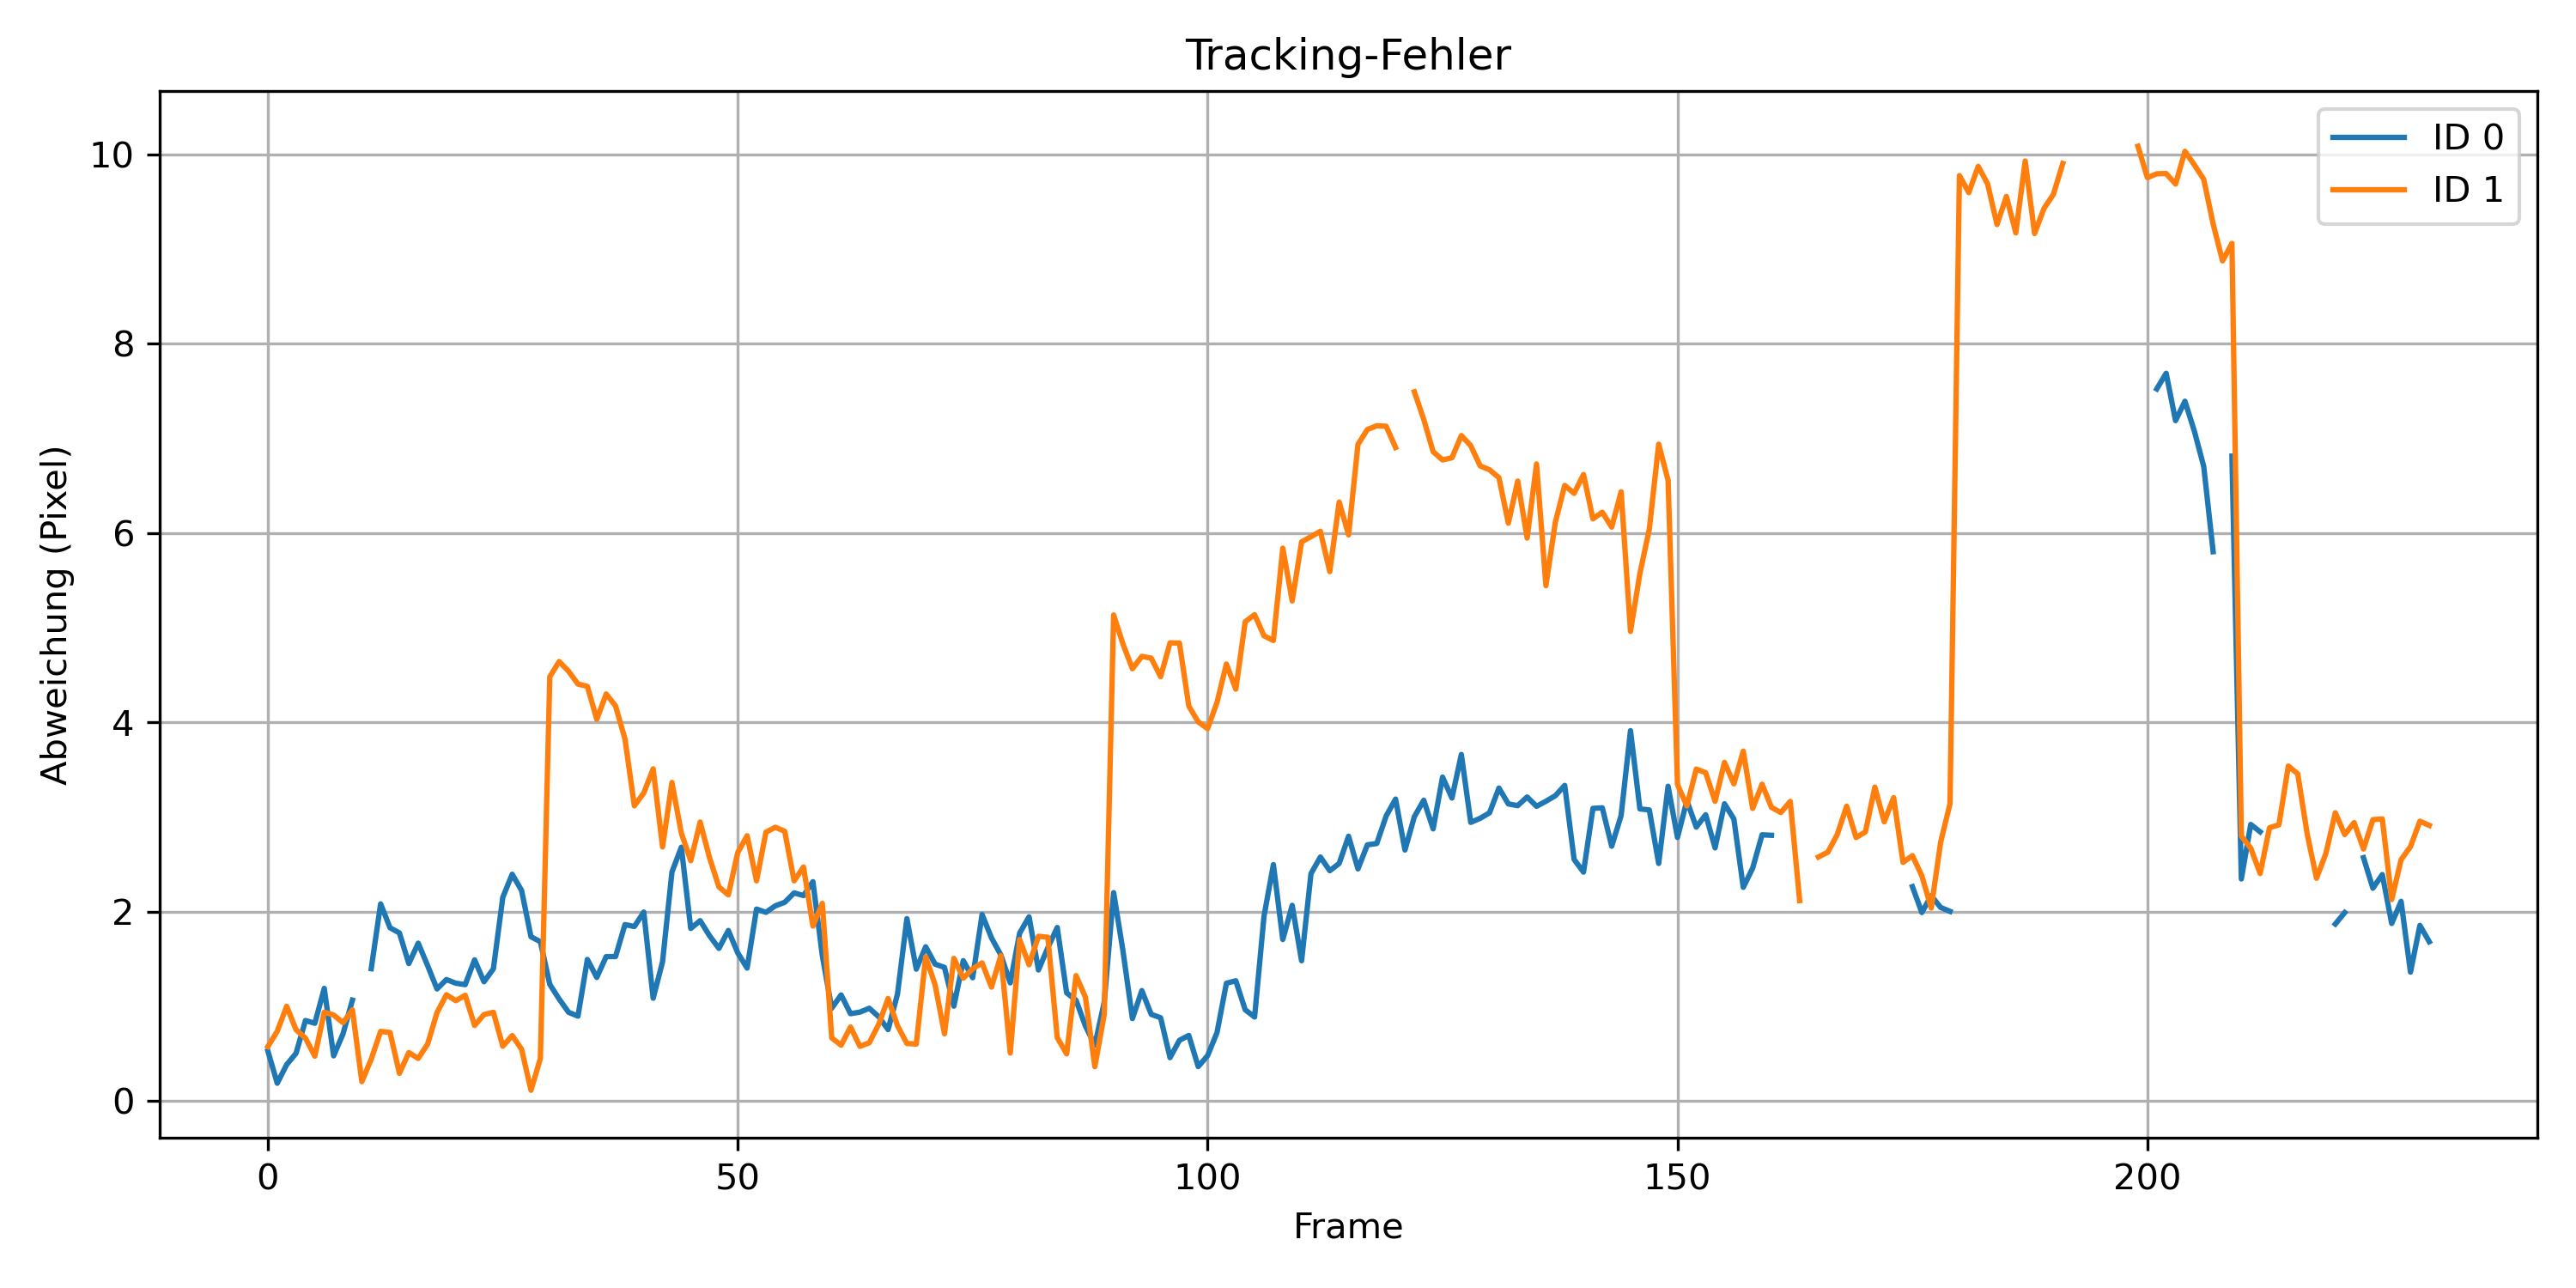 Tracking-Fehler
ID 0
ID 1
Abweichung (Pixel)
10
8
6
4
2
0
0 50 100 150 200
Frame